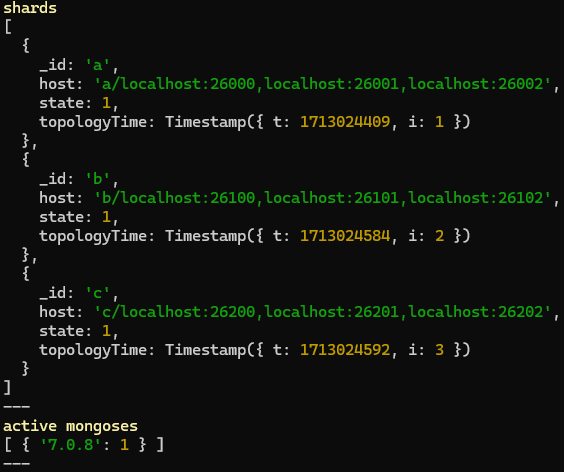 shards
[
  {
    _id: 'a',
    host: 'a/localhost:26000,localhost:26001,localhost:26002',
    state: 1,
    topologyTime: Timestamp({ t: 1713024409, i: 1 })
  },
  {
    _id: 'b',
    host: 'b/localhost:26100,localhost:26101,localhost:26102',
    state: 1,
    topologyTime: Timestamp({ t: 1713024584, i: 2 })
  },
  {
    _id: 'c',
    host: 'c/localhost:26200,localhost:26201,localhost:26202',
    state: 1,
    topologyTime: Timestamp({ t: 1713024592, i: 3 })
  }
]
---
active mongoses
[ { '7.0.8': 1 } ]
---